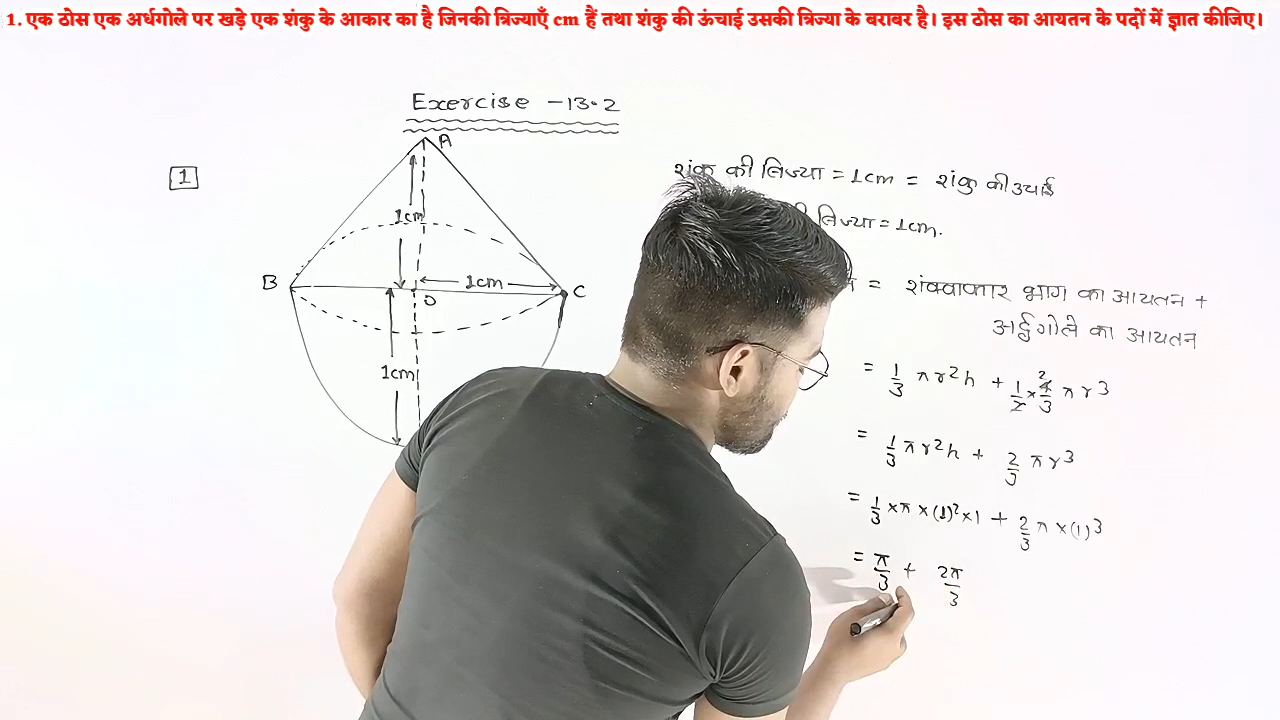 1. एक ठोस एक अर्धगोले पर खड़े एक शंकु के आकार का है जिनकी त्रिज्याएँ cm हैं तथा शंकु की ऊंचाई उसकी त्रिज्या के बराबर है। इस ठोस का आयतन के पदों में ज्ञात कीजिए।
Exercise -13.2
1
A
1cm
B
1cm
C
O
1cm
शंकु की त्रिज्या = 1cm = शंकु की उचाई
त्रिज्या = 1cm.
= शंक्वाकार भाग का आयतन +
अर्द्धगोले का आयतन
= 1/3 πr²h + 1/2 × 4/3 πr³
2
= 1/3 πr²h + 2/3 πr³
= 1/3 × π × (1)² × 1 + 2/3 π × (1)³
= π/3 + 2π/3